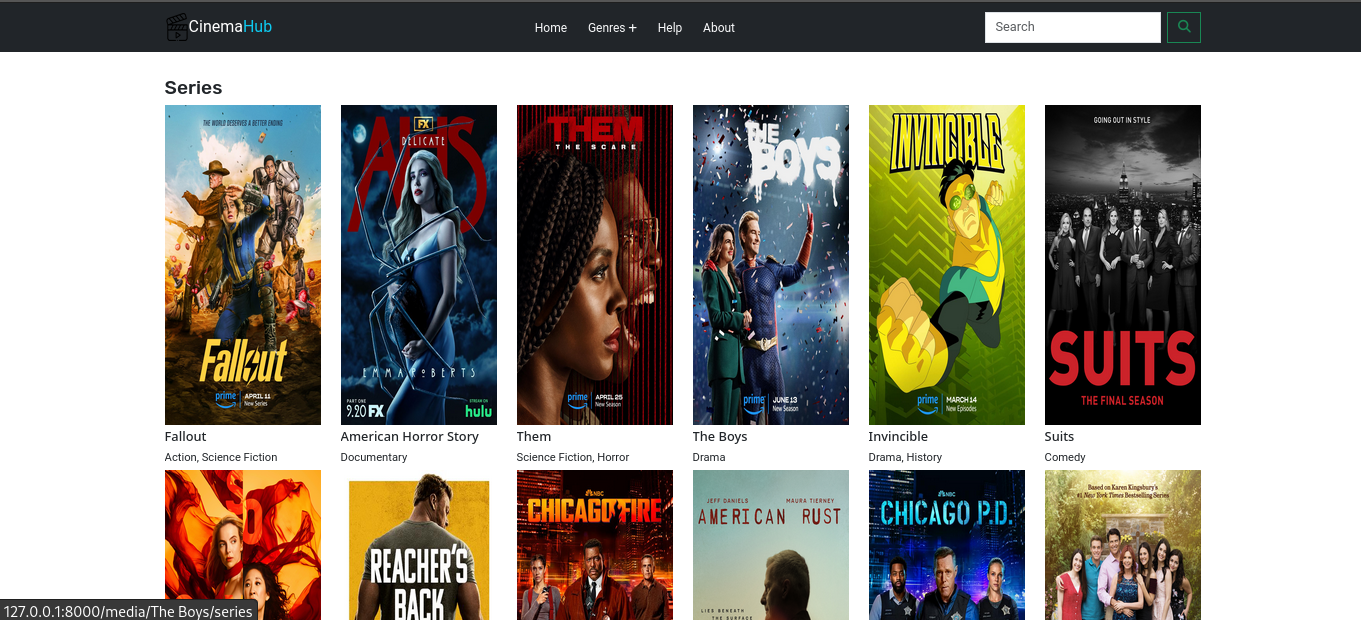 CinemaHub
Home Genres + Help About
Search
Series
THE WORLD DESERVES A BETTER ENDING
Fallout
prime APRIL 11
New Series
FX
AHS
DELICATE
EMMA ROBERTS
PART ONE
9.20 FX
STREAM ON
hulu
THEM
THE SCARE
prime APRIL 25
New Season
THE
BOYS
prime JUNE 13
New Season
INVINCIBLE
prime MARCH 14
New Episodes
GOING OUT IN STYLE
SUITS
THE FINAL SEASON
Fallout
Action, Science Fiction
American Horror Story
Documentary
Them
Science Fiction, Horror
The Boys
Drama
Invincible
Drama, History
Suits
Comedy
REACHER'S
BACK
NBC
CHICAGO FIRE
JEFF DANIELS MAURA TIERNEY
AMERICAN RUST
LIES BENEATH
THE SURFACE
NBC
CHICAGO P.D.
Based on Karen Kingsbury's
#1 New York Times Bestselling Series
127.0.0.1:8000/media/The Boys/series